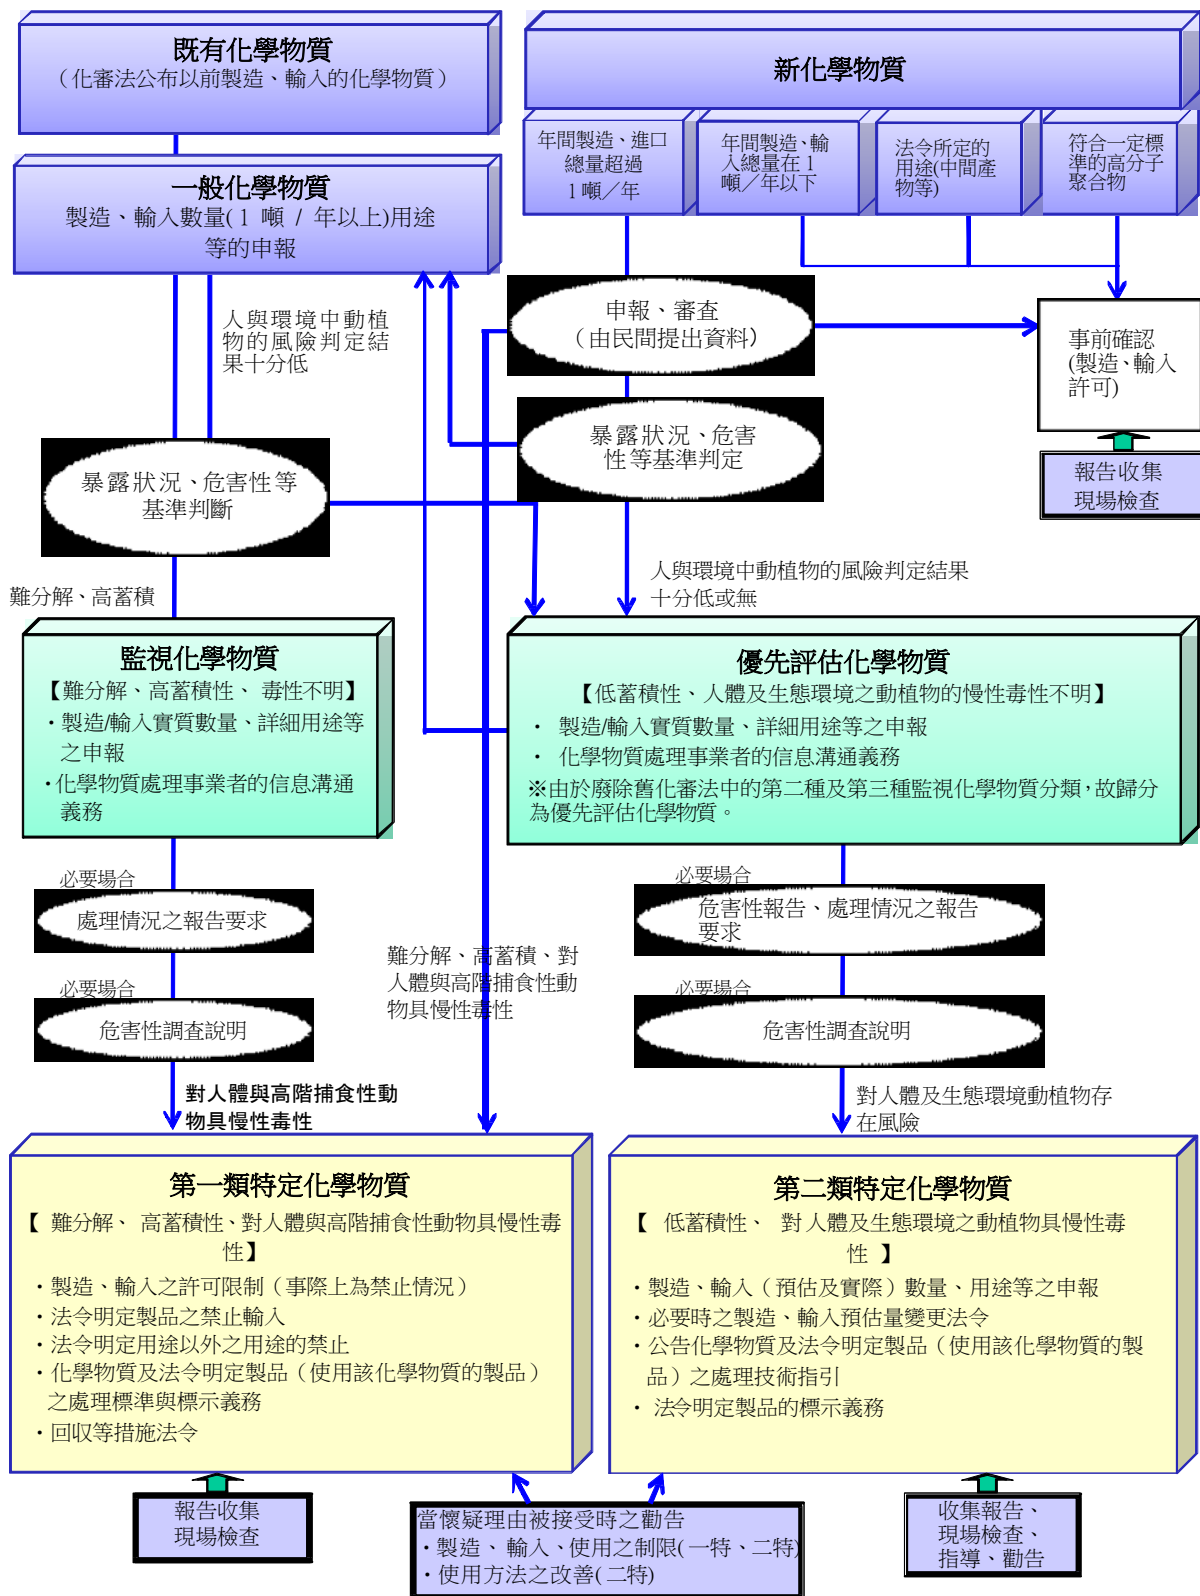 既有化學物質
（化審法公布以前製造、輸入的化學物質）
新化學物質
年間製造、進口
總量超過
1 噸／年
年間製造、輸
入總量在 1
噸／年以下
法令所定的
用途(中間產
物等)
符合一定標
準的高分子
聚合物
一般化學物質
製造、輸入數量( 1 噸 / 年以上)用途
等的申報
人與環境中動植
物的風險判定結
果十分低
申報、審查
（由民間提出資料）
事前確認
(製造、輸入
許可)
報告收集
現場檢查
暴露狀況、危害
性等基準判定
暴露狀況、危害性等
基準判斷
難分解、高蓄積
人與環境中動植物的風險判定結果
十分低或無
監視化學物質
【難分解、高蓄積性、 毒性不明】
・製造/輸入實質數量、詳細用途等
之申報
・化學物質處理事業者的信息溝通
義務
優先評估化學物質
【低蓄積性、人體及生態環境之動植物的慢性毒性不明】
・ 製造/輸入實質數量、詳細用途等之申報
・ 化學物質處理事業者的信息溝通義務
※由於廢除舊化審法中的第二種及第三種監視化學物質分類，故歸分
為優先評估化學物質。
必要場合
處理情況之報告要求
必要場合
危害性調查說明
對人體與高階捕食性動
物具慢性毒性
難分解、高蓄積、對
人體與高階捕食性動
物具慢性毒性
必要場合
危害性報告、處理情況之報告
要求
必要場合
危害性調查說明
對人體及生態環境動植物存
在風險
第一類特定化學物質
【 難分解、 高蓄積性、對人體與高階捕食性動物具慢性毒
性】
・製造、輸入之許可限制（事際上為禁止情況）
・法令明定製品之禁止輸入
・法令明定用途以外之用途的禁止
・化學物質及法令明定製品（使用該化學物質的製品）
之處理標準與標示義務
・回收等措施法令
第二類特定化學物質
【 低蓄積性、 對人體及生態環境之動植物具慢性毒
性 】
・製造、輸入（預估及實際）數量、用途等之申報
・必要時之製造、輸入預估量變更法令
・公告化學物質及法令明定製品（使用該化學物質的製
品）之處理技術指引
・ 法令明定製品的標示義務
報告收集
現場檢查
當懷疑理由被接受時之勸告
・製造、輸入、使用之制限( 一特、二特)
・使用方法之改善( 二特)
收集報告、
現場檢查、
指導、勸告